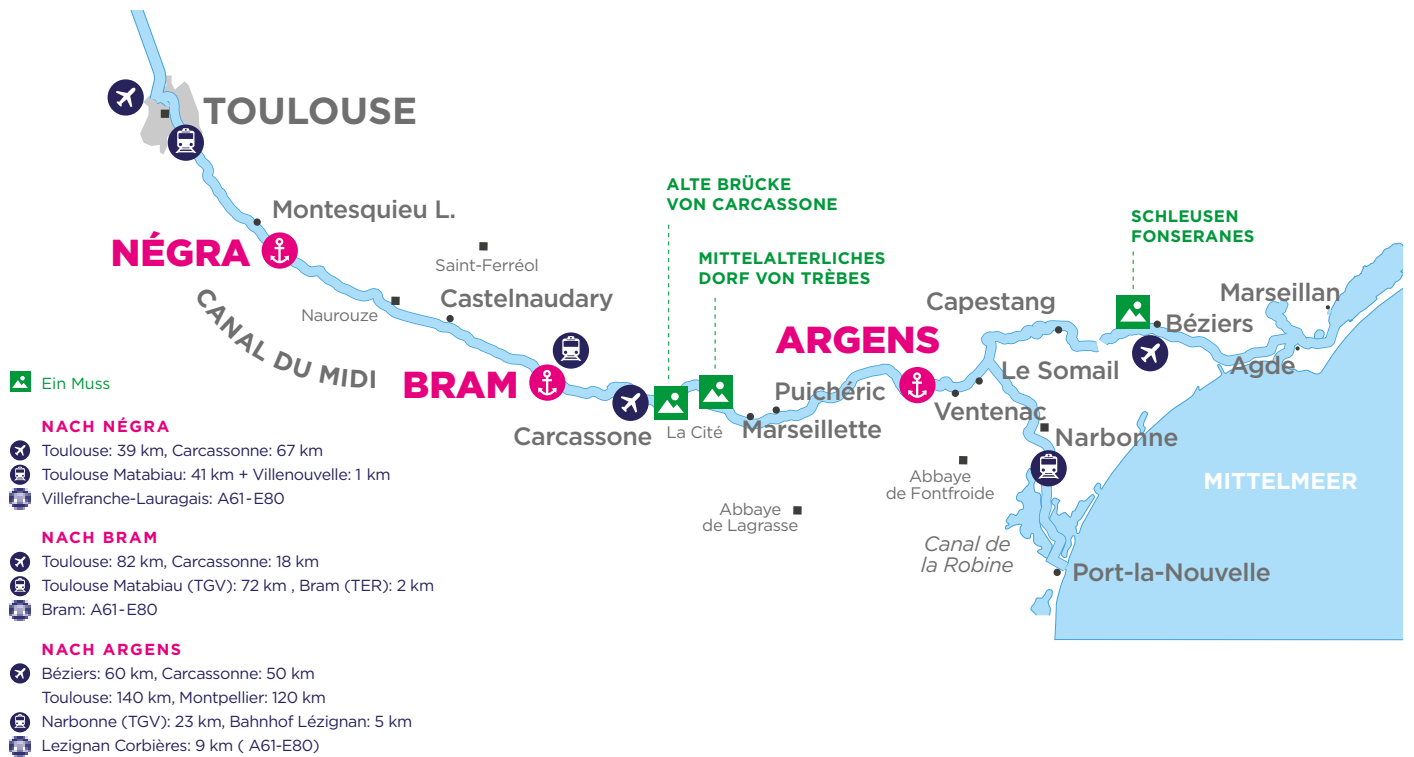 TOULOUSE
Montesquieu L.
NÉGRA
Saint-Ferréol
Naurouze
Castelnaudary
CANAL DU MIDI
BRAM
Carcassone
ALTE BRÜCKE
VON CARCASSONE
La Cité
MITTELALTERLICHES
DORF VON TRÈBES
Marseillette
Puichéric
ARGENS
Ventenac
Le Somail
Capestang
SCHLEUSEN
FONSERANES
Béziers
Marseillan
Agde
Narbonne
MITTELMEER
Abbaye
de Fontfroide
Abbaye
de Lagrasse
Canal de
la Robine
Port-la-Nouvelle
Ein Muss
NACH NÉGRA
Toulouse: 39 km, Carcassonne: 67 km
Toulouse Matabiau: 41 km + Villenouvelle: 1 km
Villefranche-Lauragais: A61-E80
NACH BRAM
Toulouse: 82 km, Carcassonne: 18 km
Toulouse Matabiau (TGV): 72 km , Bram (TER): 2 km
Bram: A61-E80
NACH ARGENS
Béziers: 60 km, Carcassonne: 50 km
Toulouse: 140 km, Montpellier: 120 km
Narbonne (TGV): 23 km, Bahnhof Lézignan: 5 km
Lezignan Corbières: 9 km ( A61-E80)